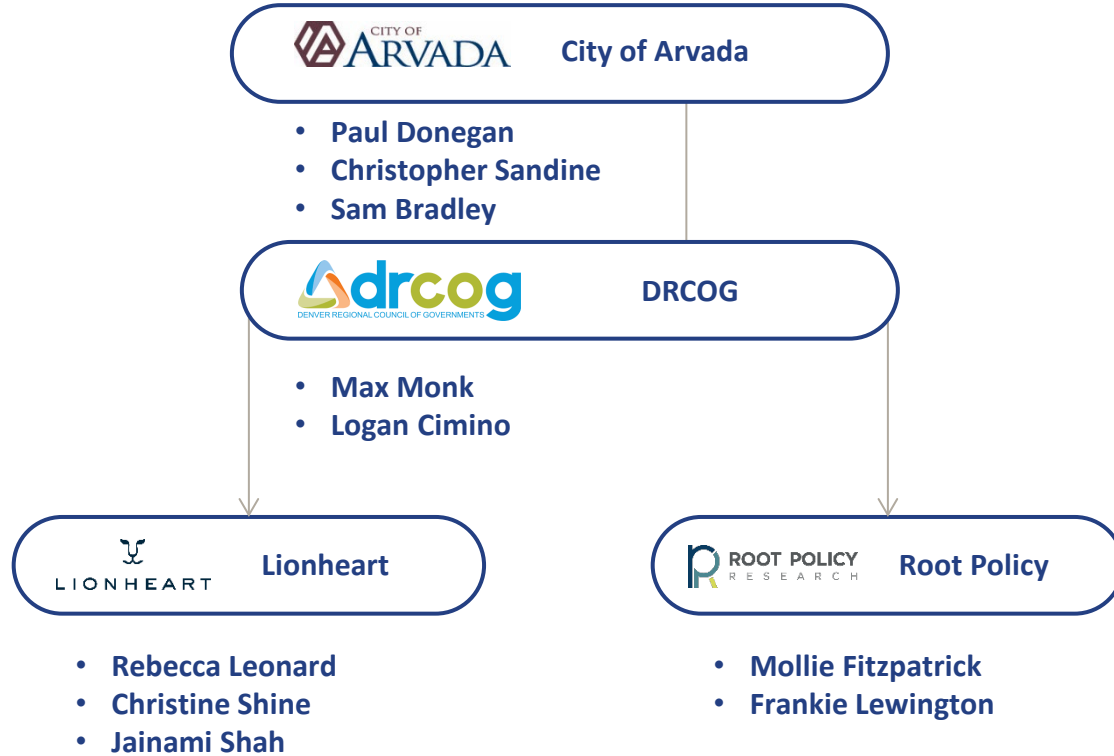 CITY OF
ARVADA
City of Arvada
• Paul Donegan
• Christopher Sandine
• Sam Bradley
drcog
DENVER REGIONAL COUNCIL OF GOVERNMENTS
DRCOG
• Max Monk
• Logan Cimino
LIONHEART
Lionheart
• Rebecca Leonard
• Christine Shine
• Jainami Shah
ROOT POLICY
RESEARCH
Root Policy
• Mollie Fitzpatrick
• Frankie Lewington